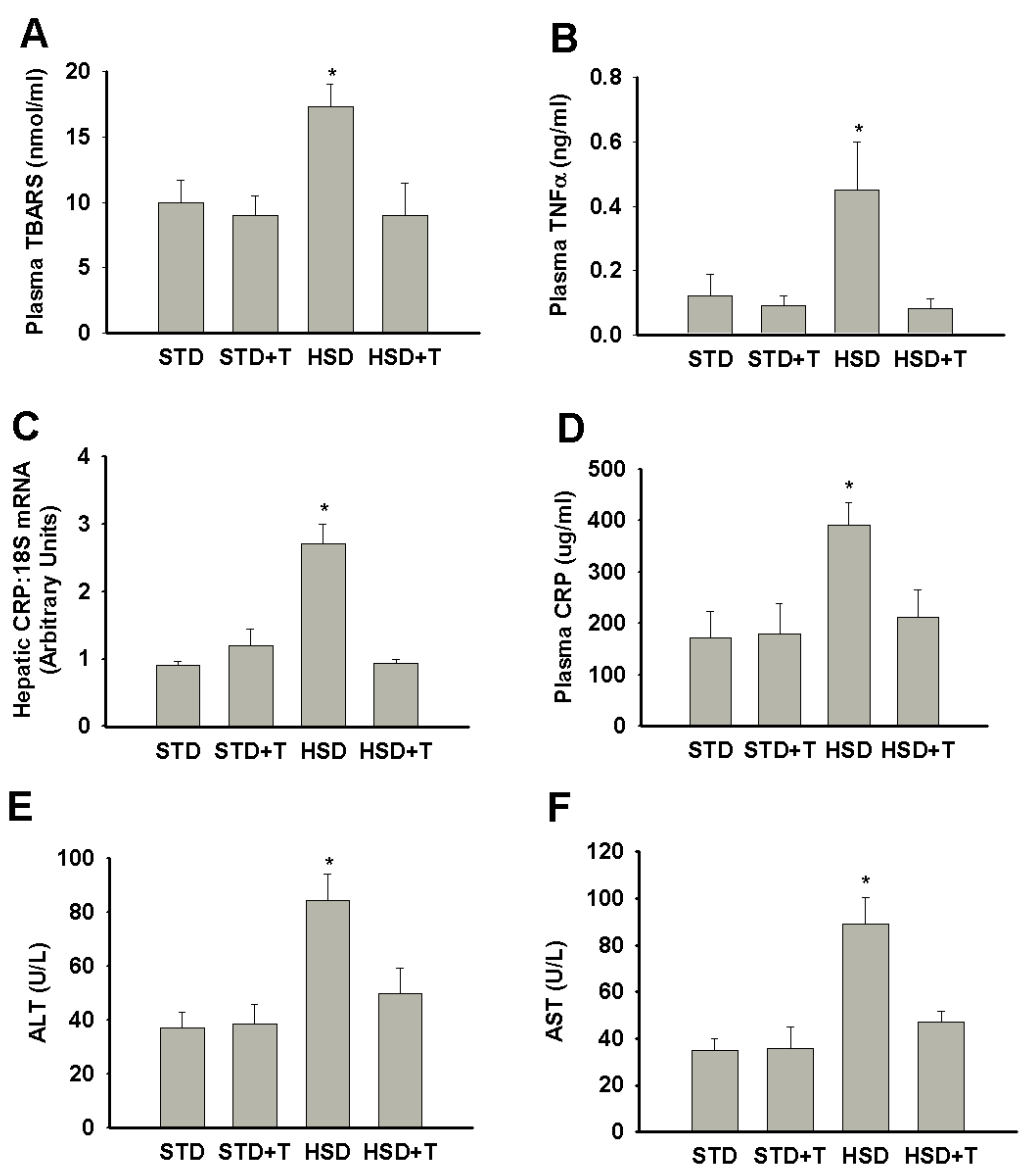 A
Plasma TBARS (nmol/ml)
20
15
10
5
0
*
STD STD+T HSD HSD+T
B
Plasma TNFα (ng/ml)
0.8
0.6
0.4
0.2
0.0
*
STD STD+T HSD HSD+T
C
Hepatic CRP:18S mRNA
(Arbitrary Units)
4
3
2
1
0
*
STD STD+T HSD HSD+T
D
Plasma CRP (ug/ml)
500
400
300
200
100
0
*
STD STD+T HSD HSD+T
E
ALT (U/L)
100
80
60
40
20
0
*
STD STD+T HSD HSD+T
F
AST (U/L)
120
100
80
60
40
20
0
*
STD STD+T HSD HSD+T